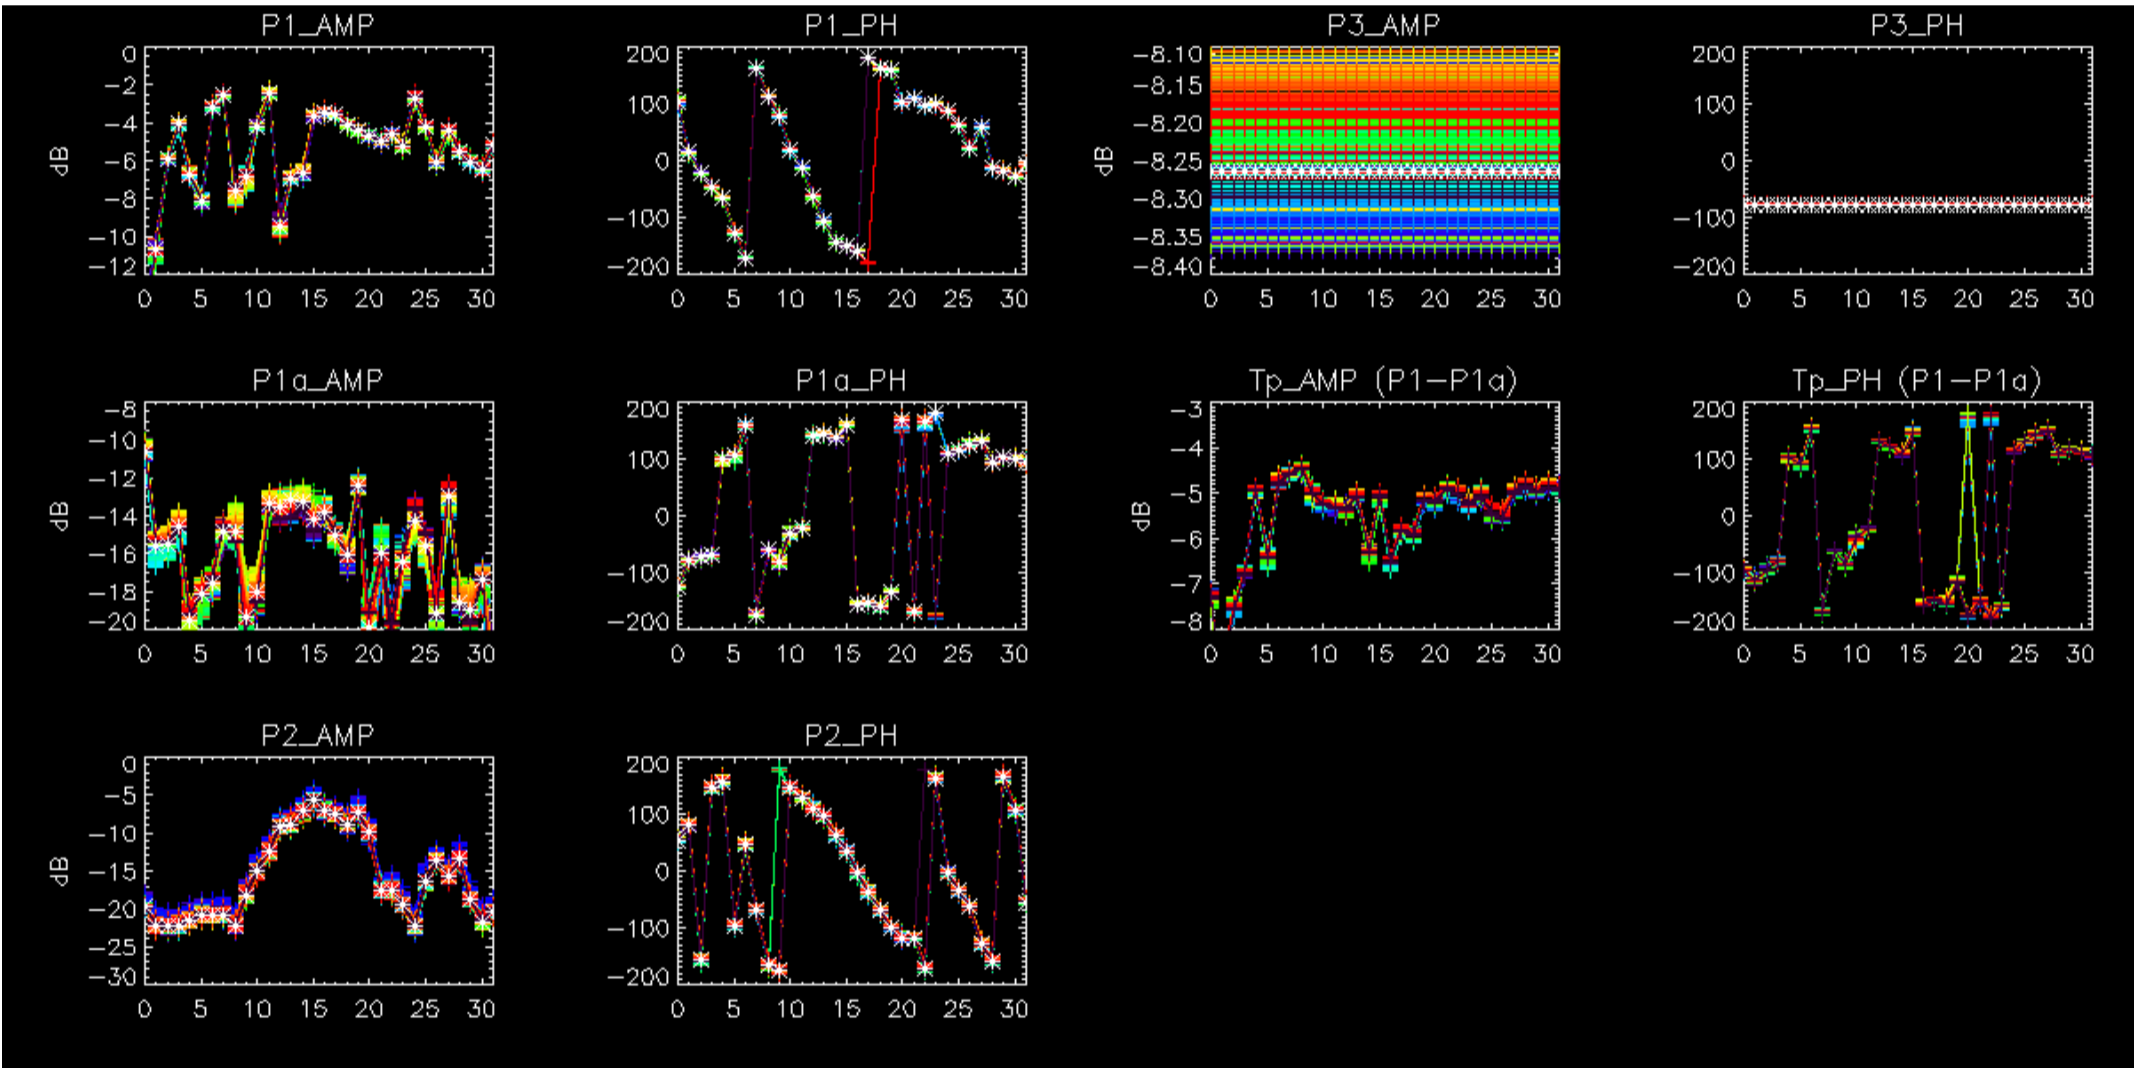 P1_AMP P1_PH P3_AMP P3_PH
0 -2 -4 -6 -8 -10 -12
dB
0 5 10 15 20 25 30
200 100 0 -100 -200
0 5 10 15 20 25 30
-8.10 -8.15 -8.20 -8.25 -8.30 -8.35 -8.40
dB
0 5 10 15 20 25 30
200 100 0 -100 -200
0 5 10 15 20 25 30
P1a_AMP P1a_PH Tp_AMP (P1-P1a) Tp_PH (P1-P1a)
-8 -10 -12 -14 -16 -18 -20
dB
0 5 10 15 20 25 30
200 100 0 -100 -200
0 5 10 15 20 25 30
-3 -4 -5 -6 -7 -8
dB
0 5 10 15 20 25 30
200 100 0 -100 -200
0 5 10 15 20 25 30
P2_AMP P2_PH
0 -5 -10 -15 -20 -25 -30
dB
0 5 10 15 20 25 30
200 100 0 -100 -200
0 5 10 15 20 25 30